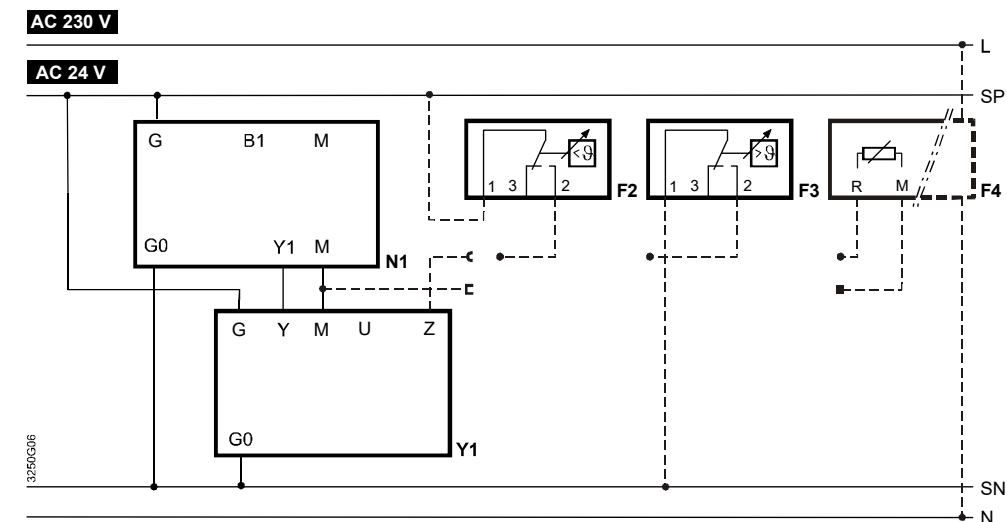 AC 230 V
L
AC 24 V
SP
G B1 M
G0 Y1 M
N1
<ϑ
1 3 2
F2
>ϑ
1 3 2
F3
R M
F4
G Y M U Z
G0
Y1
3250G06
SN
N